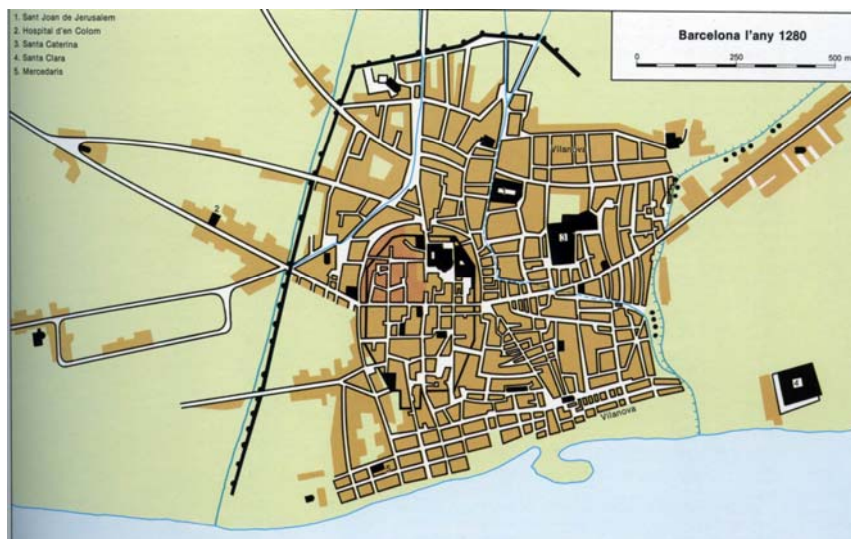 1. Sant Joan de Jerusalem
2. Hospital d'en Colom
3. Santa Caterina
4. Santa Clara
5. Mercedaris
Barcelona l'any 1280
0 250 500 m
Vilanova
2
3
4
Vilanova